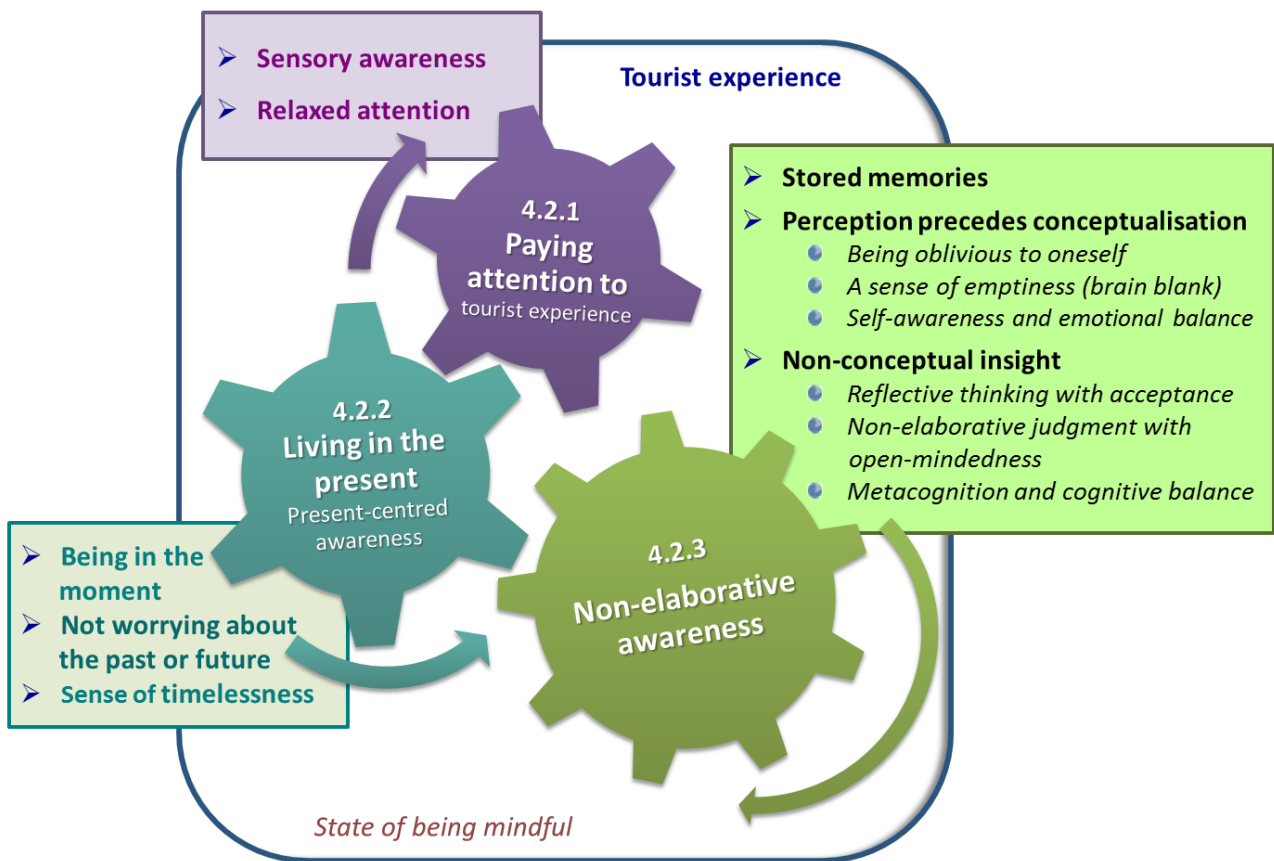 Sensory awareness
Relaxed attention
Tourist experience
4.2.1
Paying
attention to
tourist experience
Stored memories
Perception precedes conceptualisation
Being oblivious to oneself
A sense of emptiness (brain blank)
Self-awareness and emotional balance
Non-conceptual insight
Reflective thinking with acceptance
Non-elaborative judgment with
open-mindedness
Metacognition and cognitive balance
4.2.2
Living in the
present
Present-centred
awareness
Being in the
moment
Not worrying about
the past or future
Sense of timelessness
4.2.3
Non-elaborative
awareness
State of being mindful